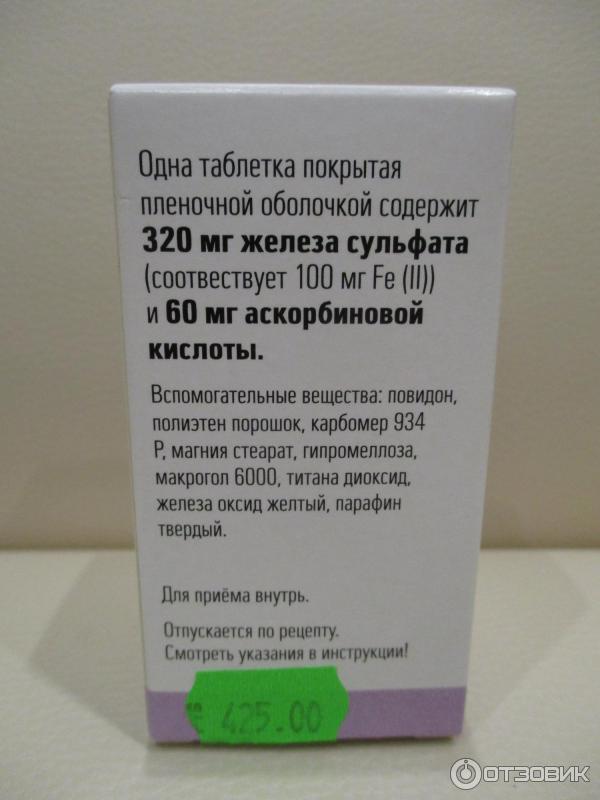 Одна таблетка покрытая
пленочной оболочкой содержит
320 мг железа сульфата
(соотвествует 100 мг Fe (II))
и 60 мг аскорбиновой
кислоты.
Вспомогательные вещества: повидон,
полиэтен порошок, карбомер 934
Р, магния стеарат, гипромеллоза,
макрогол 6000, титана диоксид,
железа оксид желтый, парафин
твердый.
Для приёма внутрь.
Отпускается по рецепту.
Смотреть указания в инструкции!
425.00
ОТЗОВИК